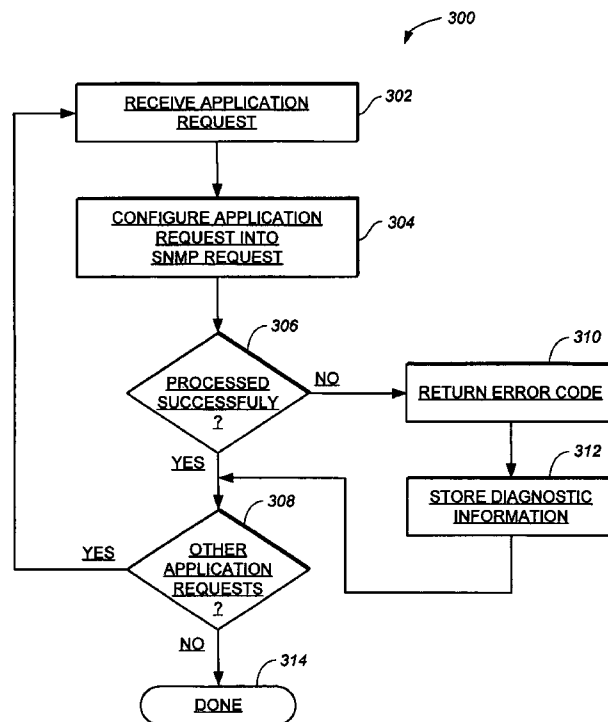 300
RECEIVE APPLICATION
REQUEST
302
CONFIGURE APPLICATION
REQUEST INTO
SNMP REQUEST
304
306
PROCESSED
SUCCESSFULY
?
NO
YES
310
RETURN ERROR CODE
312
STORE DIAGNOSTIC
INFORMATION
308
OTHER
APPLICATION
REQUESTS
?
YES
NO
314
DONE